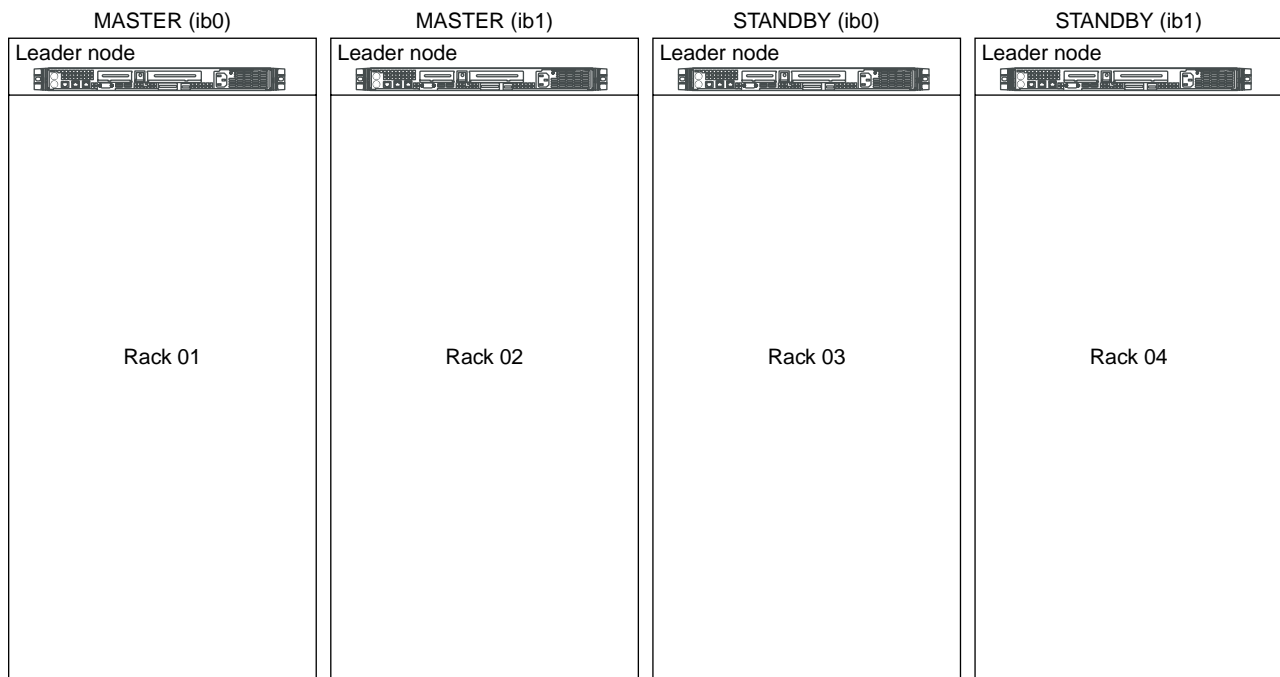 MASTER (ib0)
MASTER (ib1)
STANDBY (ib0)
STANDBY (ib1)
Leader node
Leader node
Leader node
Leader node
Rack 01
Rack 02
Rack 03
Rack 04